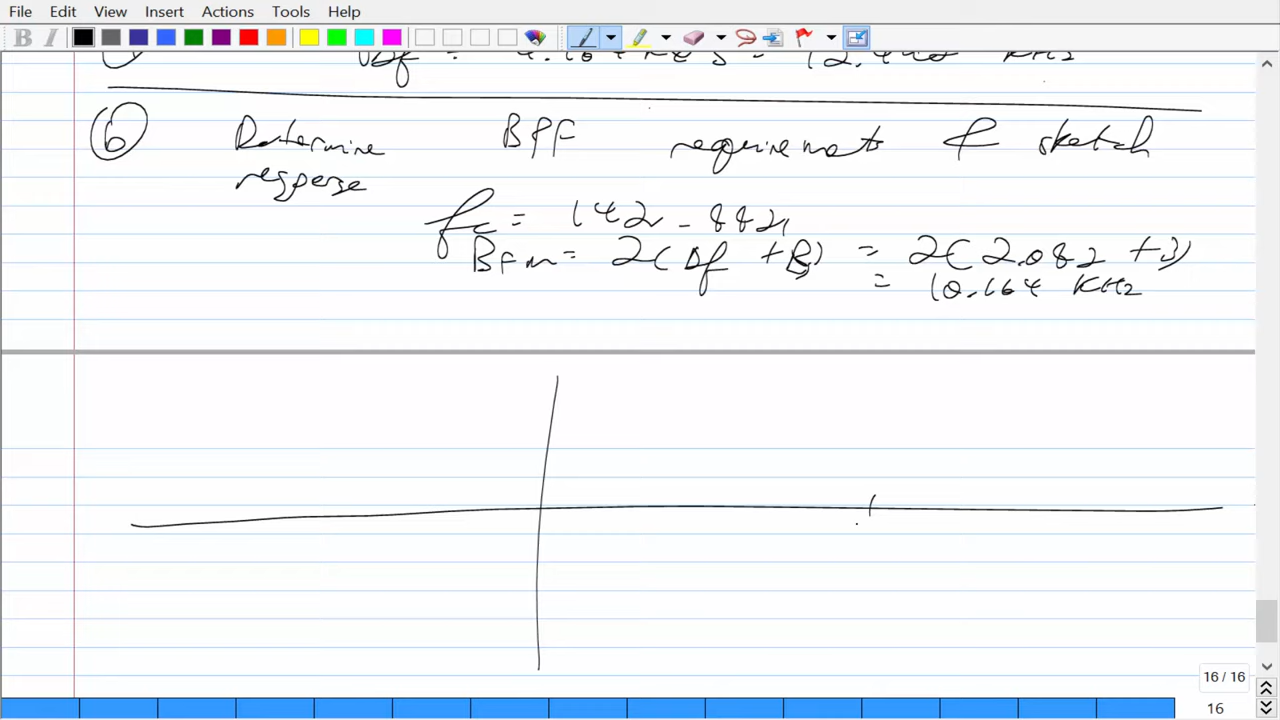 File Edit View Insert Actions Tools Help
B I
6 Determine BPF requirements & sketch
response
fc = 142 - 882,
BFM = 2(Δf + B) = 2(2.082 + 3)
= 10.164 KHz
16 / 16
16